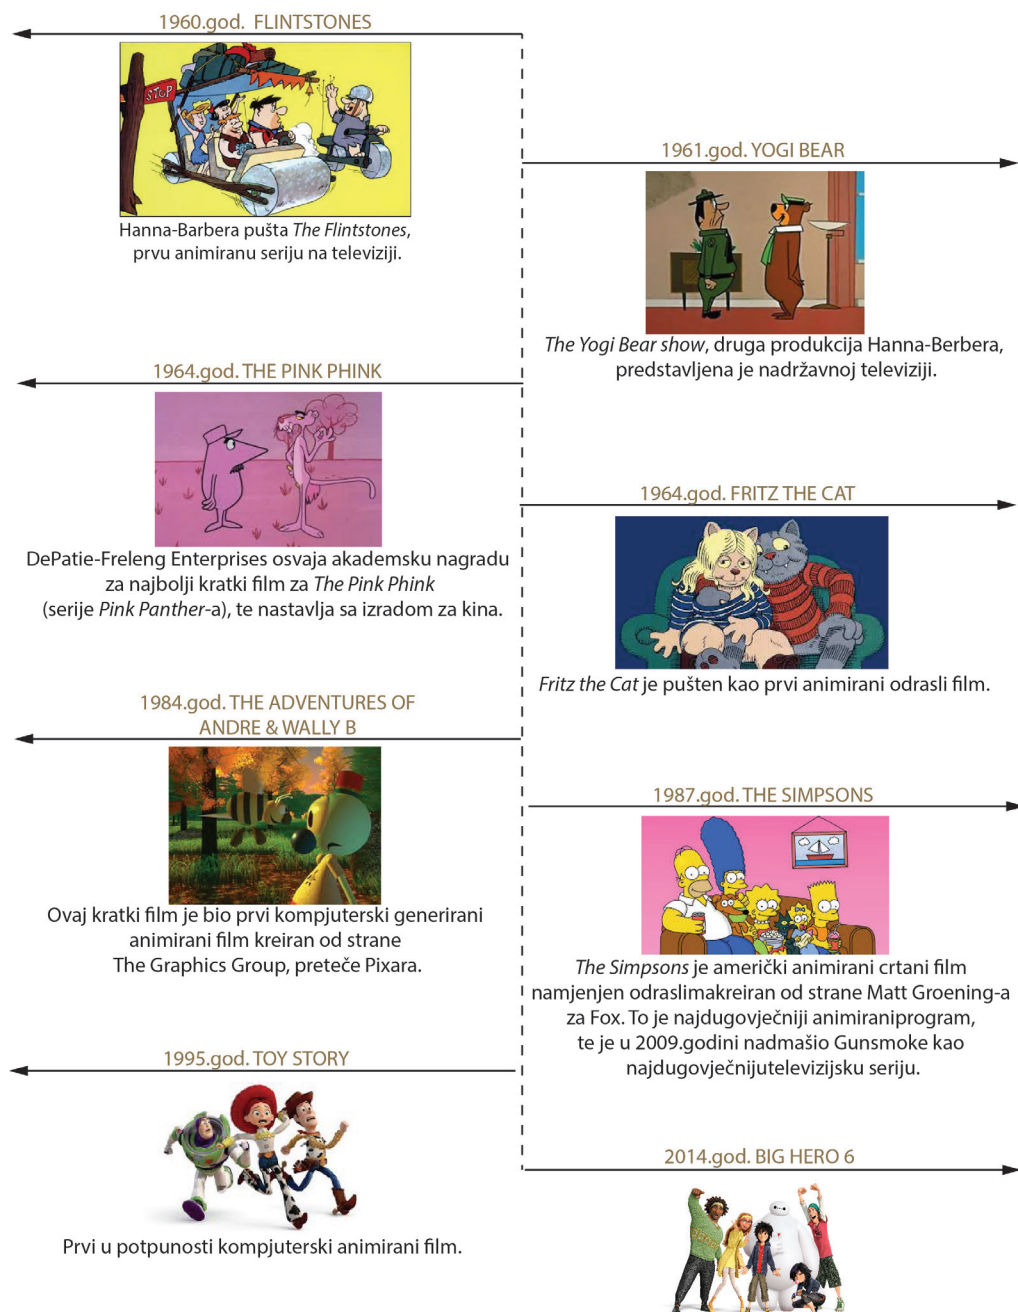 1960.god.  FLINTSTONES
STOP
Hanna-Barbera pušta The Flintstones,
prvu animiranu seriju na televiziji.
1961.god. YOGI BEAR
The Yogi Bear show, druga produkcija Hanna-Berbera,
predstavljena je nadržavnoj televiziji.
1964.god. THE PINK PHINK
DePatie-Freleng Enterprises osvaja akademsku nagradu
za najbolji kratki film za The Pink Phink
(serije Pink Panther-a), te nastavlja sa izradom za kina.
1964.god. FRITZ THE CAT
Fritz the Cat je pušten kao prvi animirani odrasli film.
1984.god. THE ADVENTURES OF
ANDRE & WALLY B
Ovaj kratki film je bio prvi kompjuterski generirani
animirani film kreiran od strane
The Graphics Group, preteče Pixara.
1987.god. THE SIMPSONS
The Simpsons je američki animirani crtani film
namjenjen odraslimakreiran od strane Matt Groening-a
za Fox. To je najdugovječniji animiraniprogram,
te je u 2009.godini nadmašio Gunsmoke kao
najdugovječnijutelevizijsku seriju.
1995.god. TOY STORY
Prvi u potpunosti kompjuterski animirani film.
2014.god. BIG HERO 6